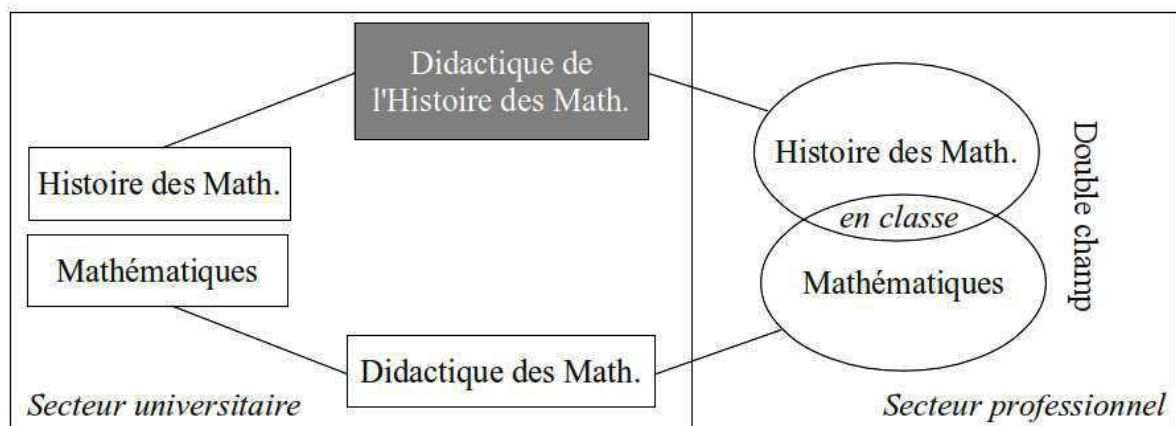 Didactique de
l'Histoire des Math.
Histoire des Math.
Mathématiques
Didactique des Math.
Secteur universitaire
Histoire des Math.
en classe
Mathématiques
Double champ
Secteur professionnel